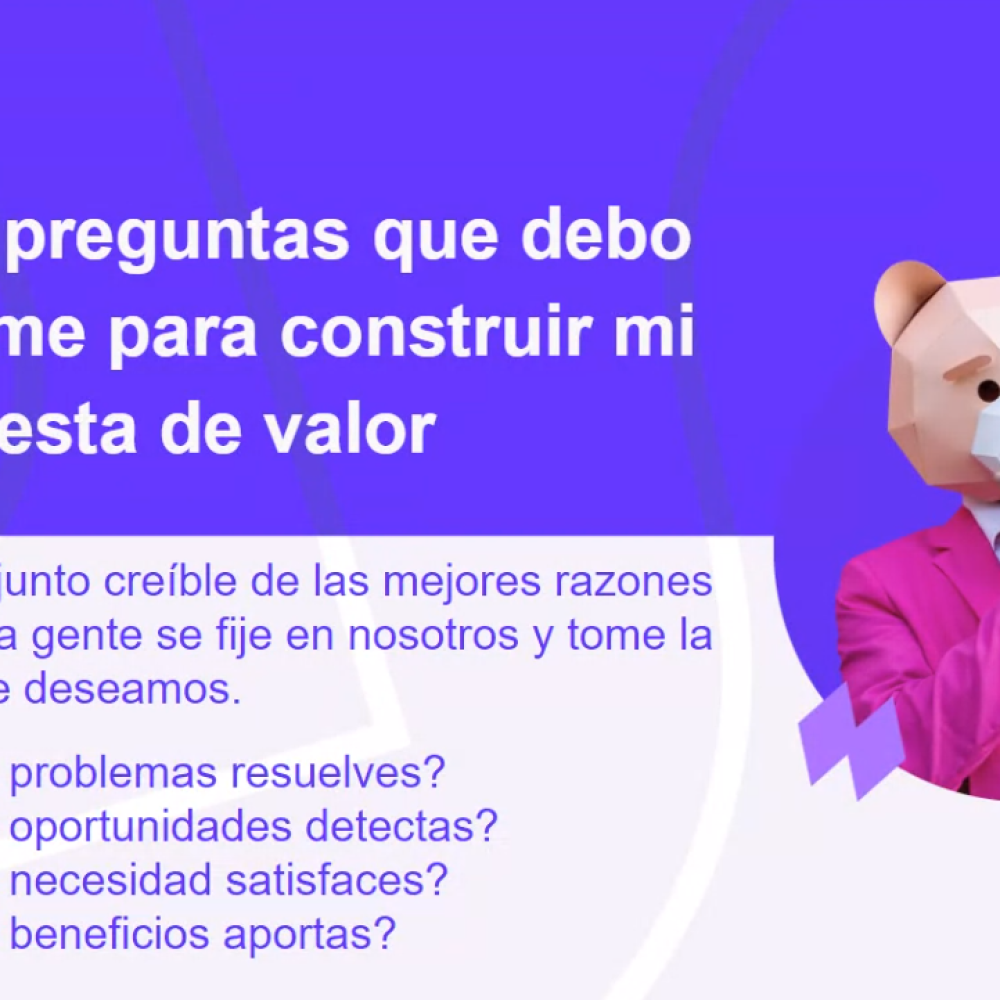 preguntas que debo
me para construir mi
esta de valor
junto creíble de las mejores razones
a gente se fije en nosotros y tome la
e deseamos.
problemas resuelves?
oportunidades detectas?
necesidad satisfaces?
beneficios aportas?